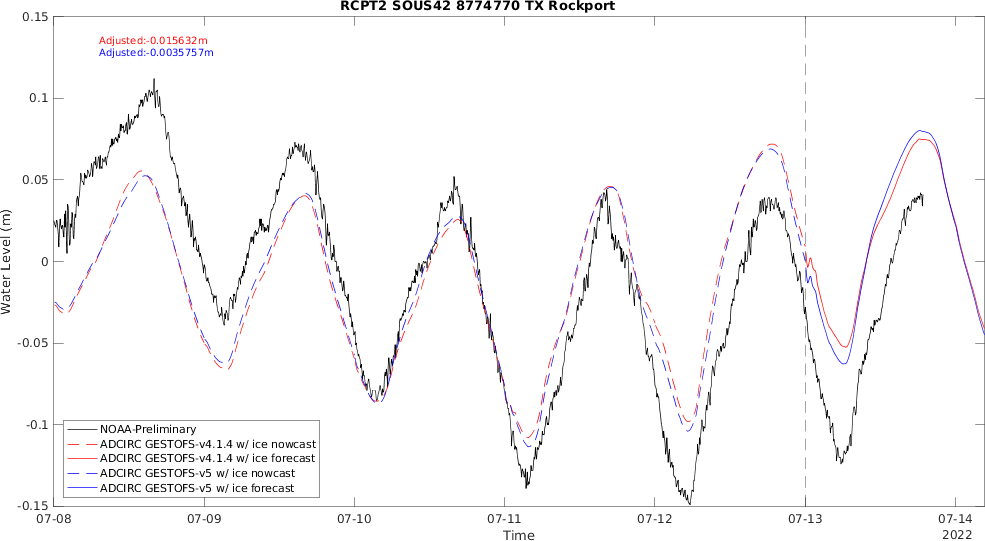 RCPT2 SOUS42 8774770 TX Rockport
Adjusted:-0.015632m
Adjusted:-0.0035757m
0.15
0.1
0.05
0
-0.05
-0.1
-0.15
Water Level (m)
NOAA-Preliminary
ADCIRC GESTOFS-v4.1.4 w/ ice nowcast
ADCIRC GESTOFS-v4.1.4 w/ ice forecast
ADCIRC GESTOFS-v5 w/ ice nowcast
ADCIRC GESTOFS-v5 w/ ice forecast
07-08 07-09 07-10 07-11 07-12 07-13 07-14
Time
2022